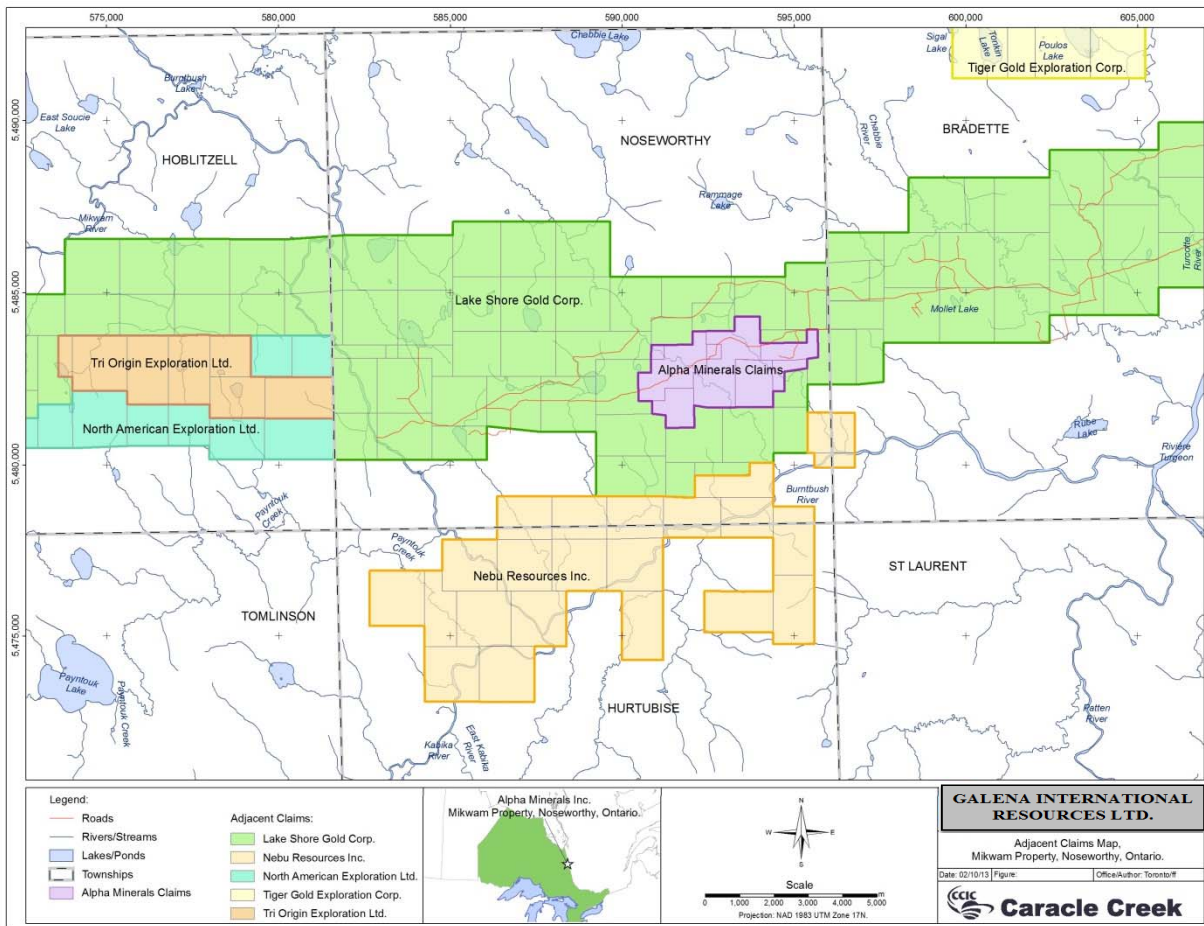 575,000 580,000 585,000 590,000 595,000 600,000 605,000
5,490,000
5,485,000
5,480,000
5,475,000
Chabbie Lake
Sigal
Lake
Tonkin
Lake
Poulos
Lake
Tiger Gold Exploration Corp.
Burntbush
Lake
East Soucie
Lake
HOBLITZELL
NOSEWORTHY
Chabbie
River
BRADETTE
Mikwam
River
Rammage
Lake
Turcotte
River
Lake Shore Gold Corp.
Mollet Lake
Tri Origin Exploration Ltd.
Alpha Minerals Claims
North American Exploration Ltd.
Rube
Lake
Rivière
Turgeon
Burntbush
River
Payntouk
Creek
Payntouk
Creek
Nebu Resources Inc.
ST LAURENT
TOMLINSON
Payntouk
Lake
Payntouk Creek
HURTUBISE
Kabika
River
East Kabika
River
Patten
River
Legend:
Roads
Rivers/Streams
Lakes/Ponds
Townships
Alpha Minerals Claims
Adjacent Claims:
Lake Shore Gold Corp.
Nebu Resources Inc.
North American Exploration Ltd.
Tiger Gold Exploration Corp.
Tri Origin Exploration Ltd.
Alpha Minerals Inc.
Mikwam Property, Noseworthy, Ontario.
N
W E
S
Scale
0 1,000 2,000 3,000 4,000 5,000 m
Projection: NAD 1983 UTM Zone 17N.
GALENA INTERNATIONAL
RESOURCES LTD.
Adjacent Claims Map,
Mikwam Property, Noseworthy, Ontario.
Date: 02/10/13 Figure: Office/Author: Toronto/ff
CCIC
Caracle Creek